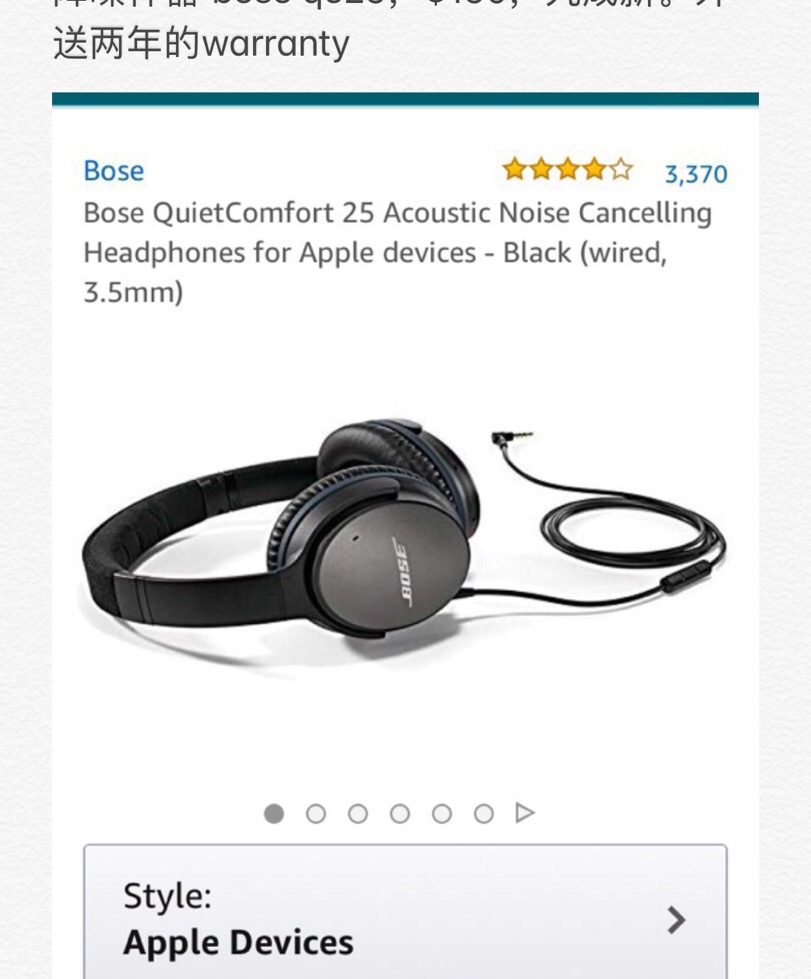 送两年的warranty
Bose
3,370
Bose QuietComfort 25 Acoustic Noise Cancelling
Headphones for Apple devices - Black (wired,
3.5mm)
BOSE
Style:
Apple Devices